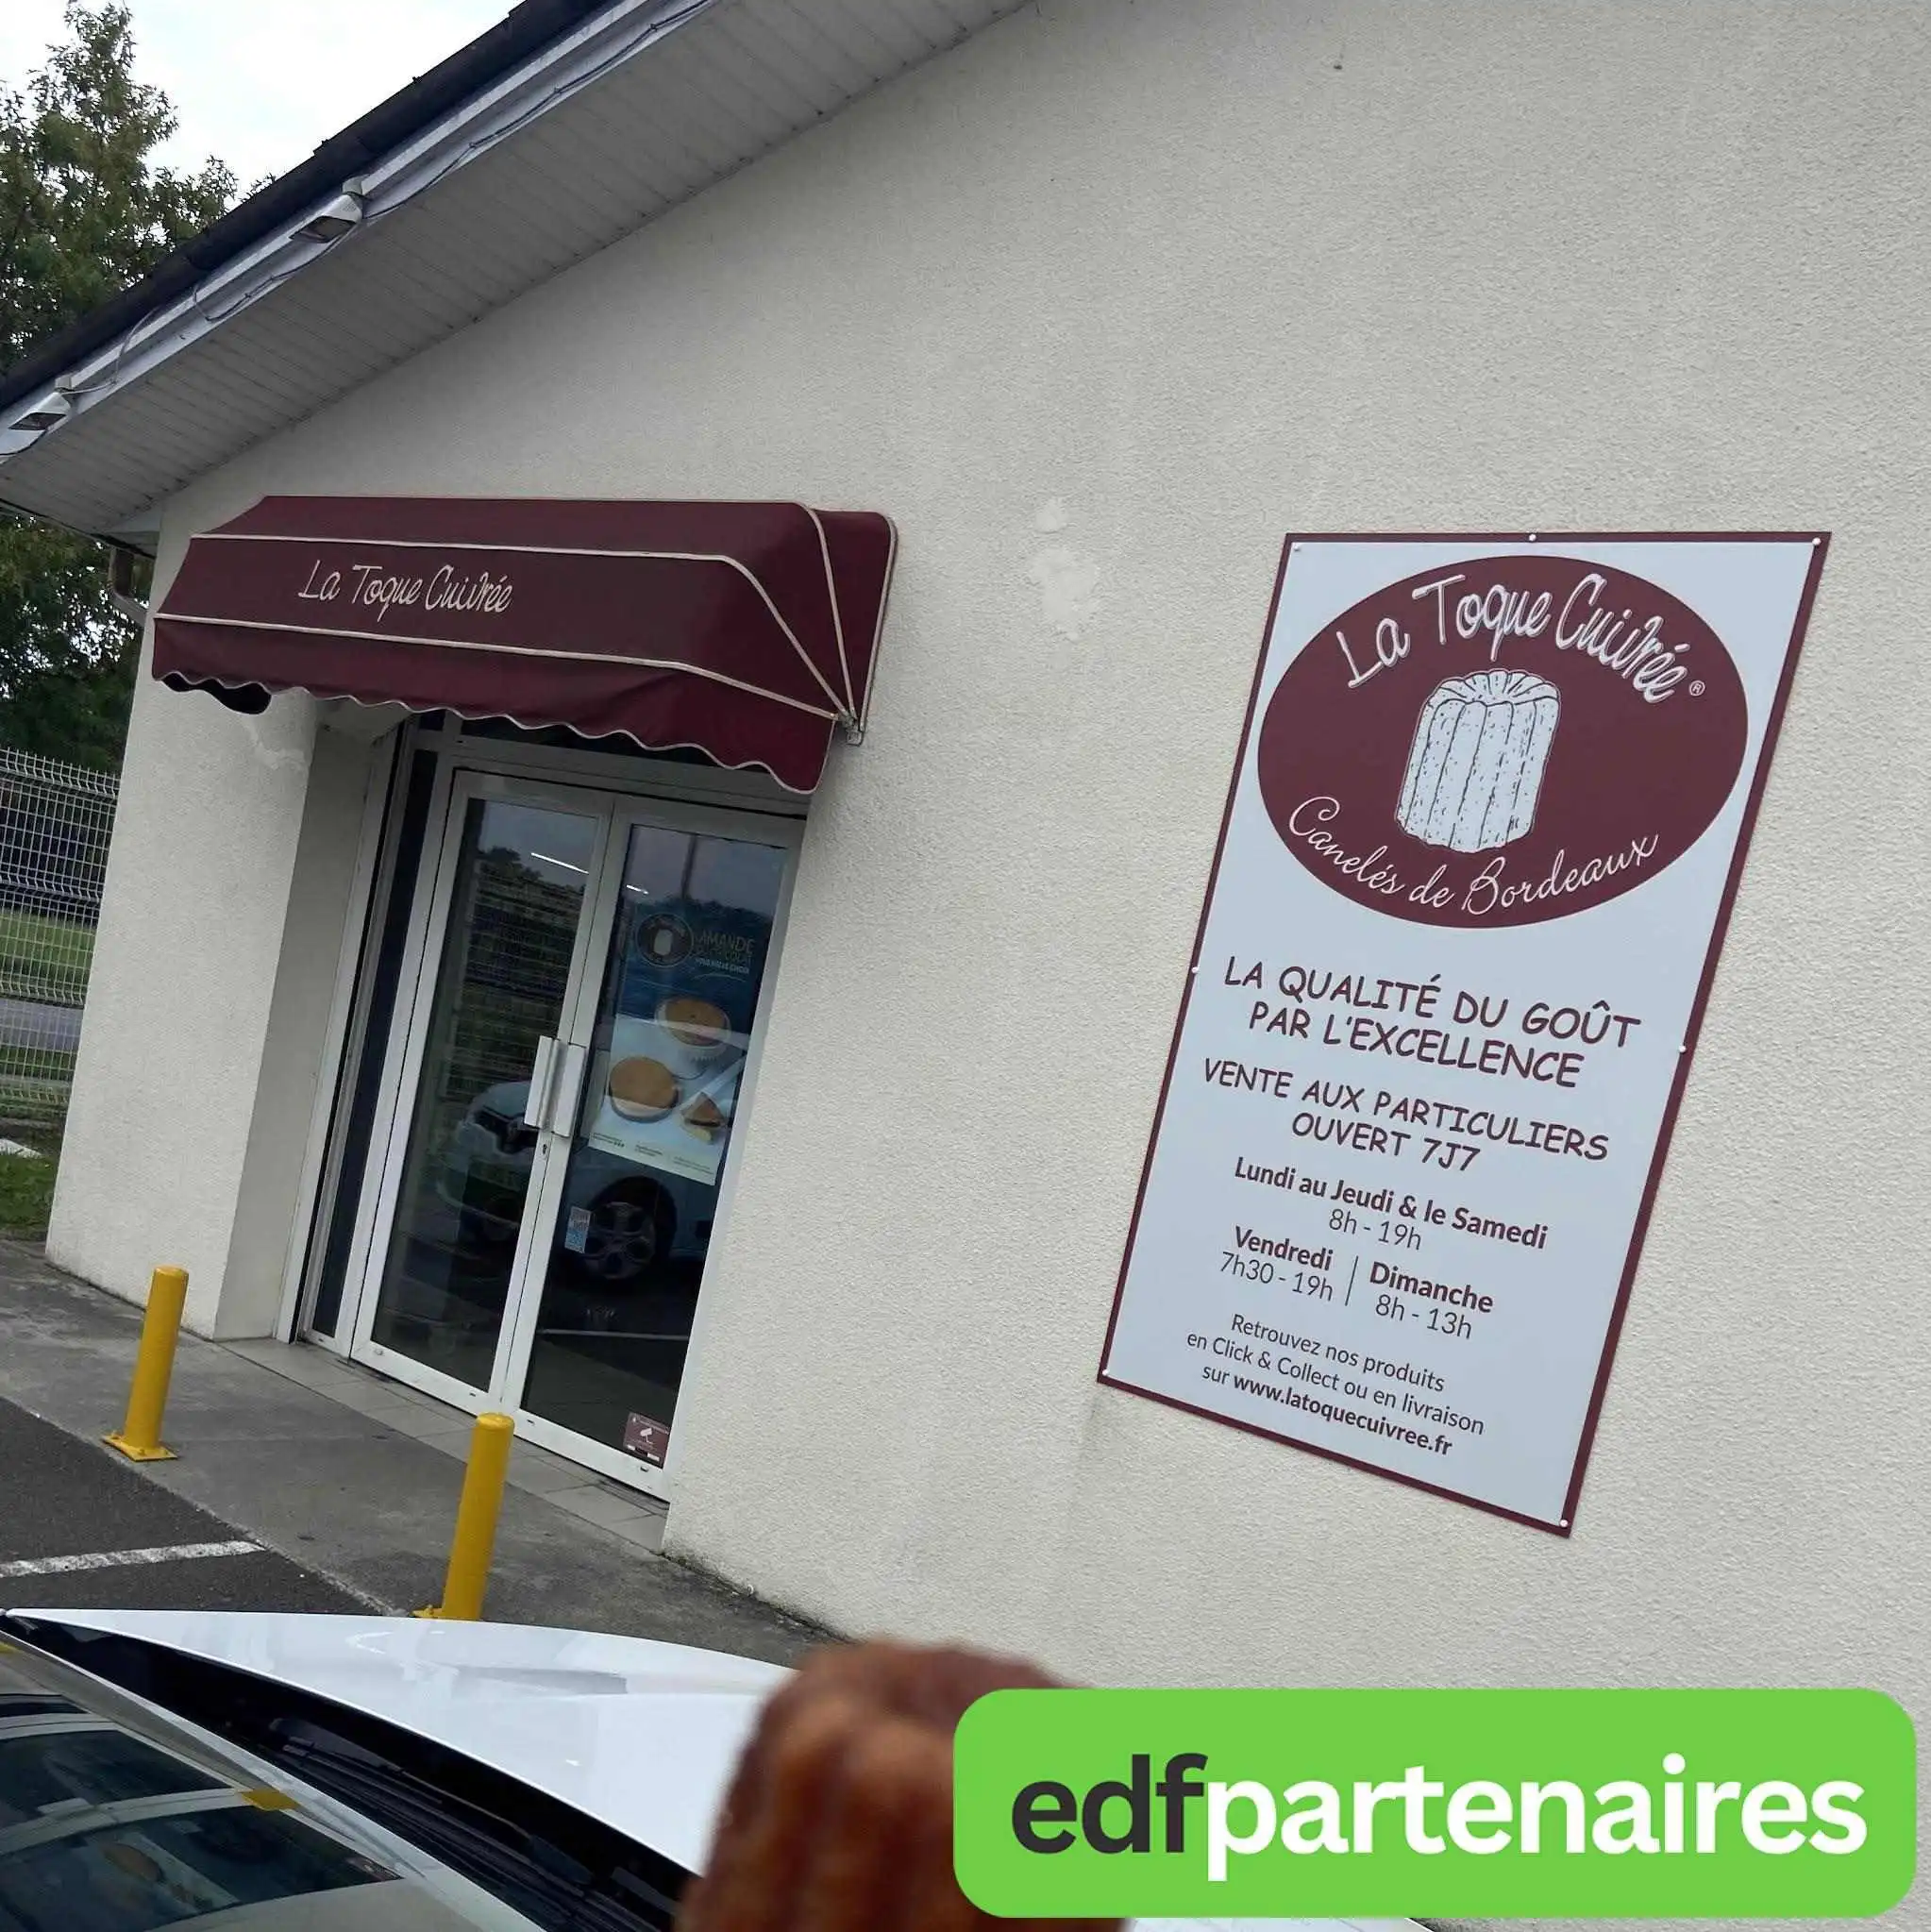 La Toque Cuivrée
AMANDE
La Toque Cuivrée®
Canelés de Bordeaux
LA QUALITÉ DU GOÛT
PAR L'EXCELLENCE
VENTE AUX PARTICULIERS
OUVERT 7J7
Lundi au Jeudi & le Samedi
8h - 19h
Vendredi
7h30 - 19h
Dimanche
8h - 13h
Retrouvez nos produits
en Click & Collect ou en livraison
sur www.latoquecuivree.fr
edfpartenaires